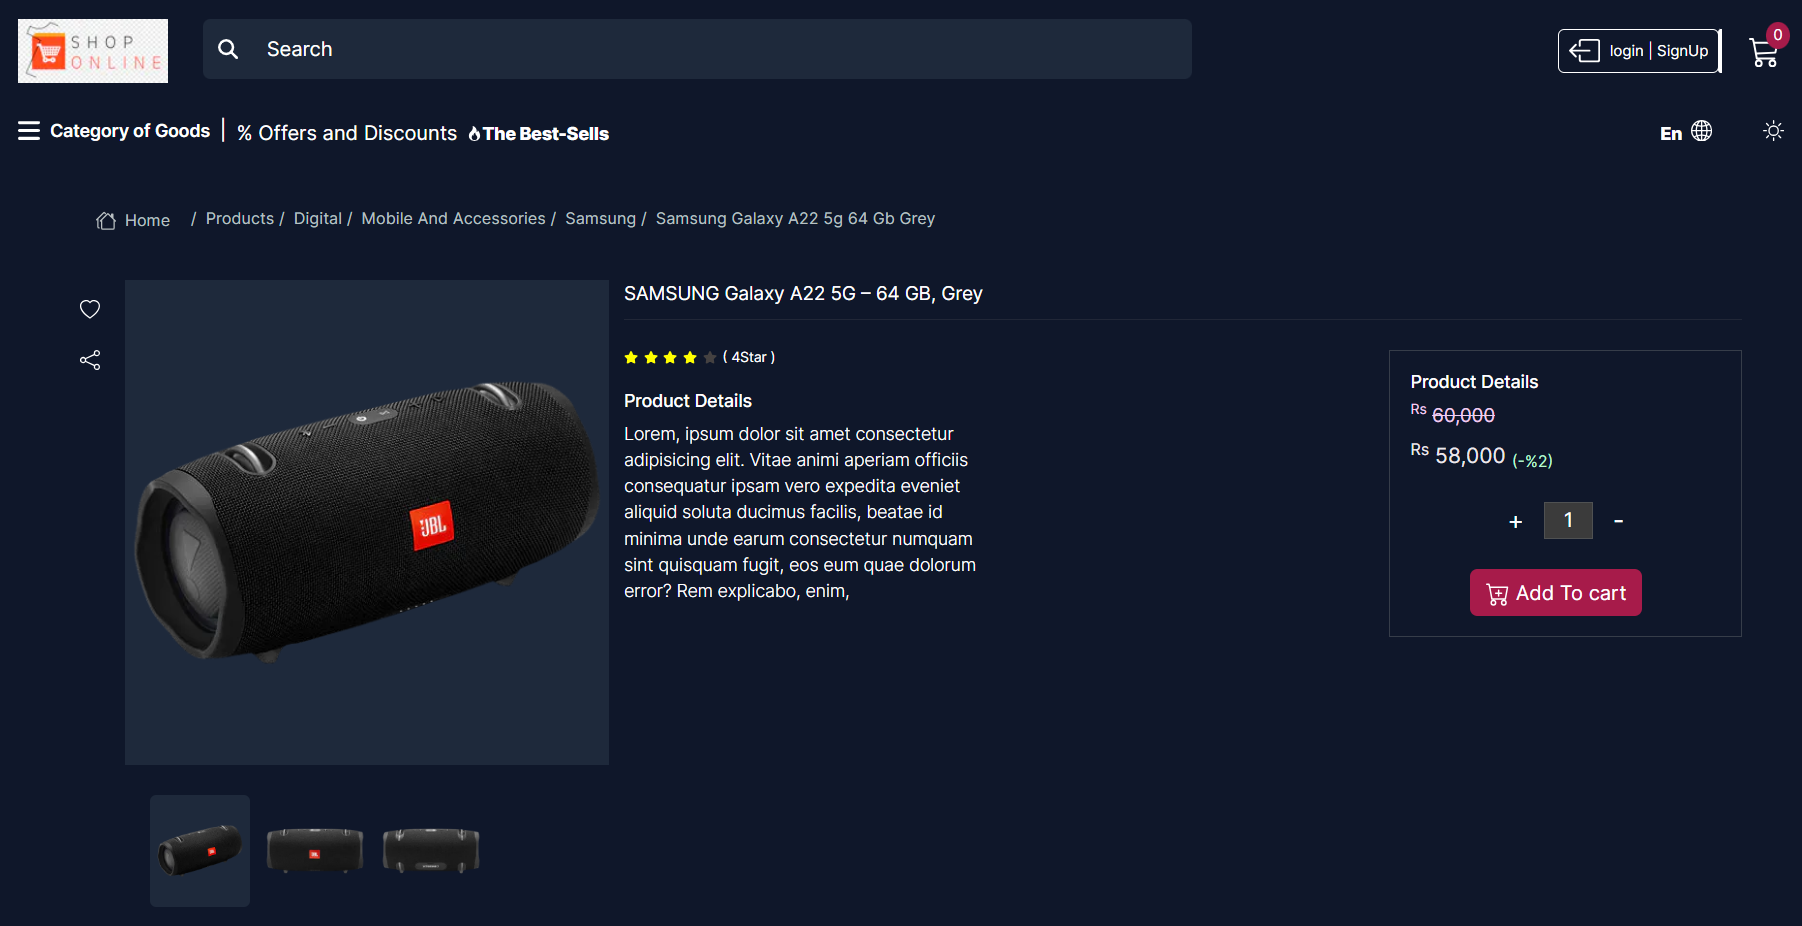 SHOP
ONLINE
Search
login | SignUp
0
Category of Goods
% Offers and Discounts
The Best-Sells
En
Home / Products / Digital / Mobile And Accessories / Samsung / Samsung Galaxy A22 5g 64 Gb Grey
SAMSUNG Galaxy A22 5G – 64 GB, Grey
( 4Star )
Product Details
Lorem, ipsum dolor sit amet consectetur
adipisicing elit. Vitae animi aperiam officiis
consequatur ipsam vero expedita eveniet
aliquid soluta ducimus facilis, beatae id
minima unde earum consectetur numquam
sint quisquam fugit, eos eum quae dolorum
error? Rem explicabo, enim,
Product Details
Rs 60,000
Rs 58,000 (-%2)
+ 1 -
Add To cart
JBL